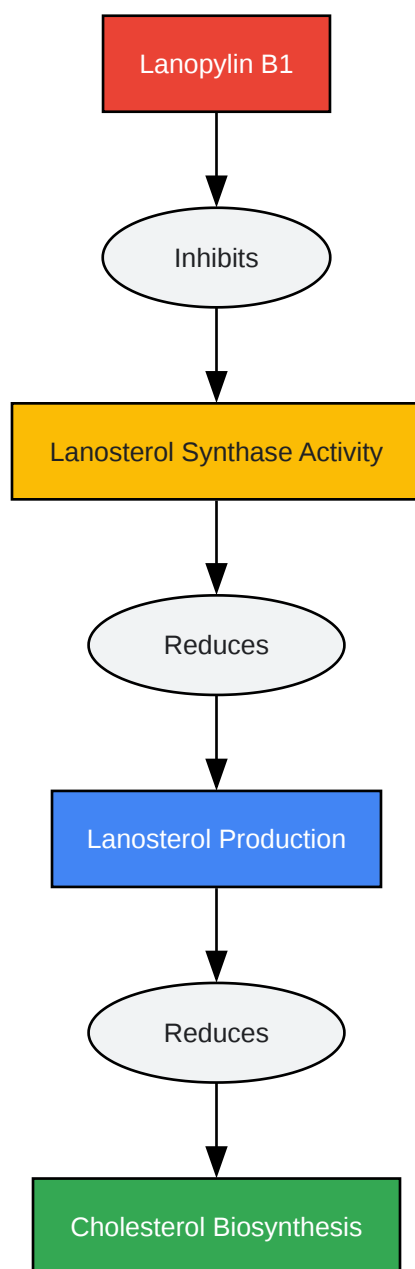 Lanopylin B1
Inhibits
Lanosterol Synthase Activity
Reduces
Lanosterol Production
Reduces
Cholesterol Biosynthesis